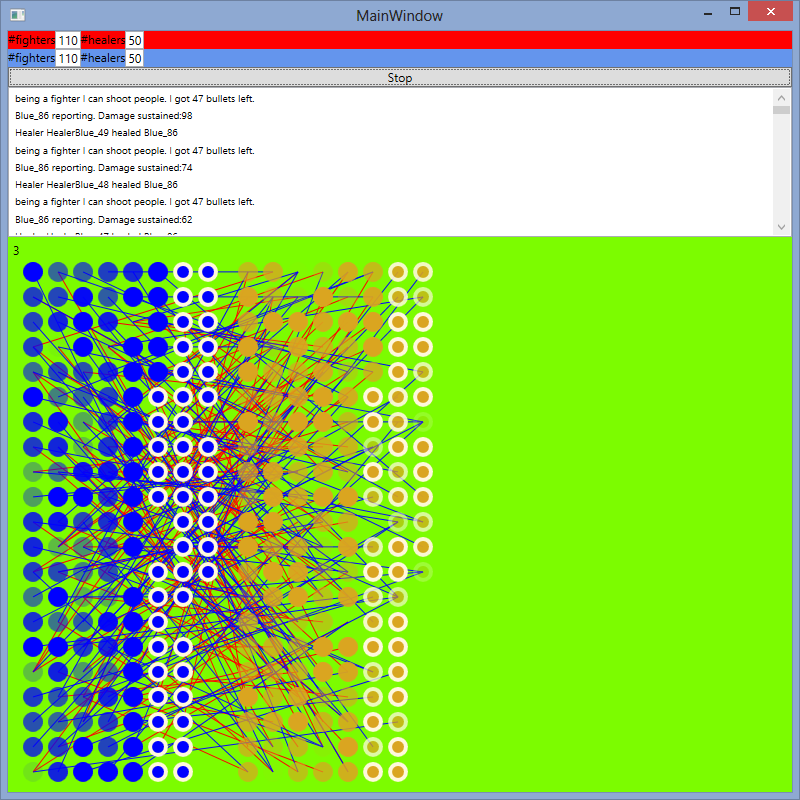 MainWindow
#fighters 110 #healers 50
#fighters 110 #healers 50
Stop
being a fighter I can shoot people. I got 47 bullets left.
Blue_86 reporting. Damage sustained:98
Healer HealerBlue_49 healed Blue_86
being a fighter I can shoot people. I got 47 bullets left.
Blue_86 reporting. Damage sustained:74
Healer HealerBlue_48 healed Blue_86
being a fighter I can shoot people. I got 47 bullets left.
Blue_86 reporting. Damage sustained:62
3